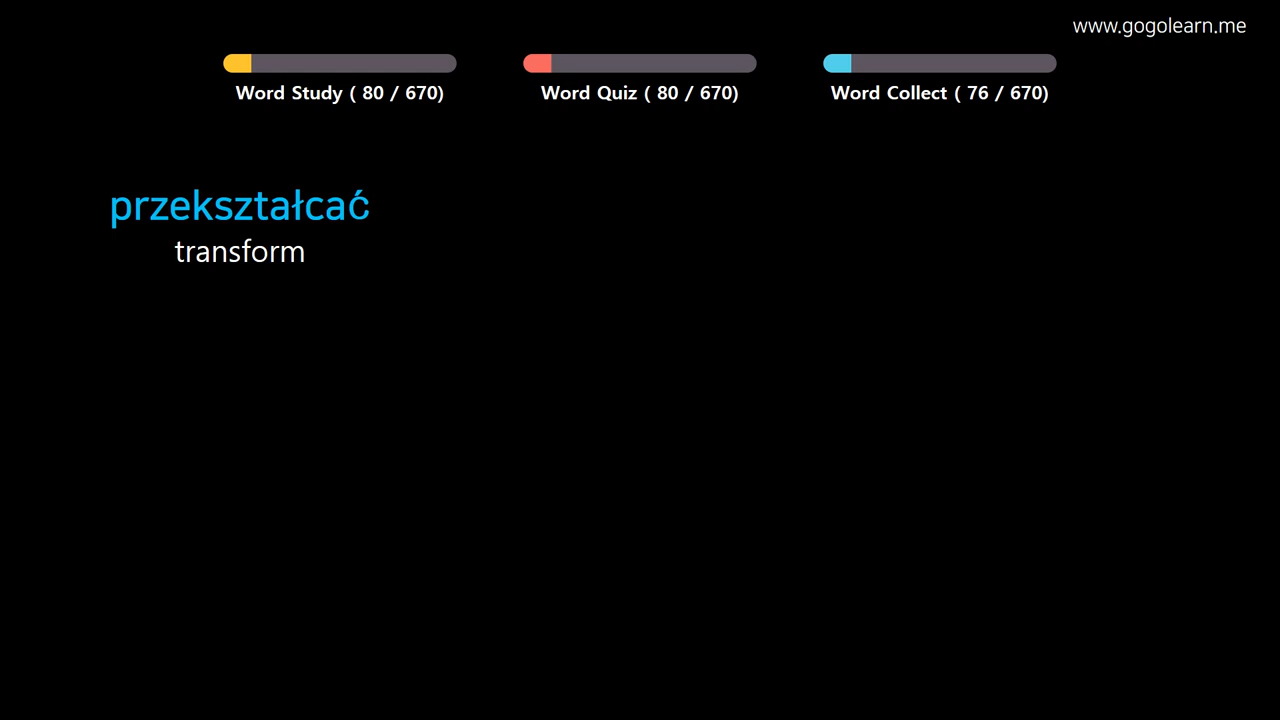 www.gogolearn.me
Word Study ( 80 / 670)
Word Quiz ( 80 / 670)
Word Collect ( 76 / 670)
przekształcać
transform